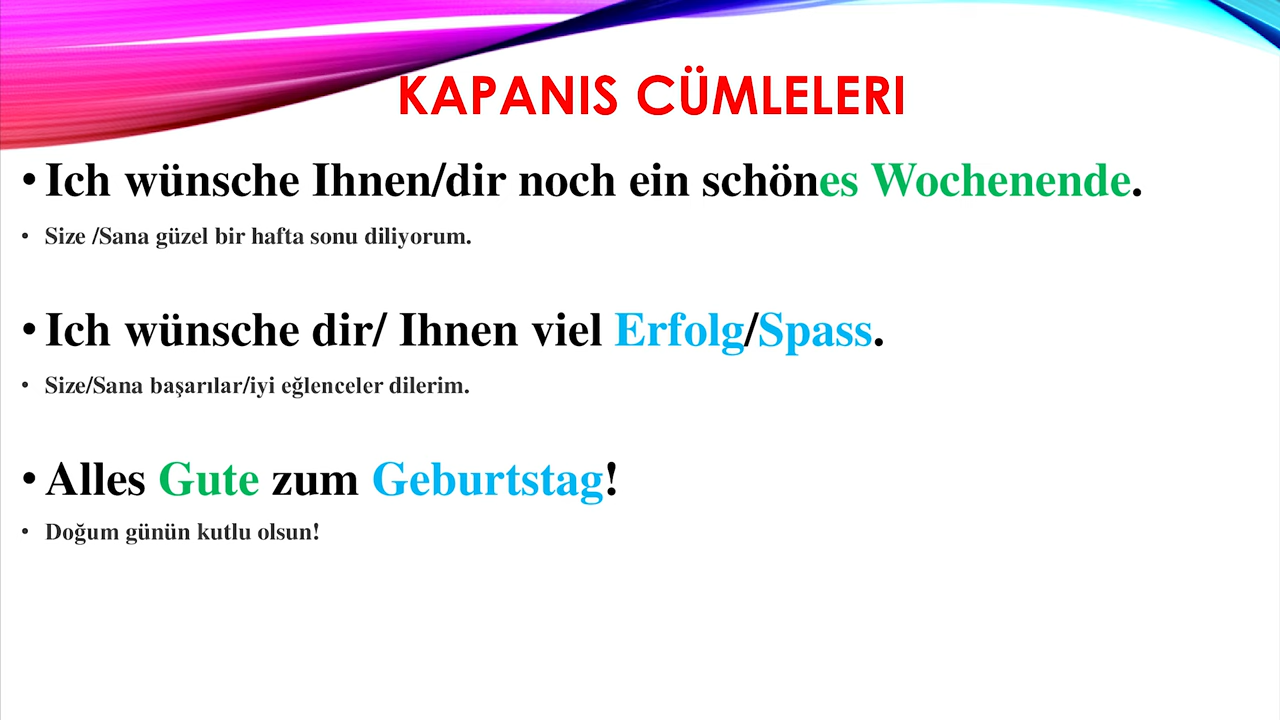 KAPANIS CÜMLELERI
• Ich wünsche Ihnen/dir noch ein schönes Wochenende.
• Size /Sana güzel bir hafta sonu diliyorum.
• Ich wünsche dir/ Ihnen viel Erfolg/Spass.
• Size/Sana başarılar/iyi eğlenceler dilerim.
• Alles Gute zum Geburtstag!
• Doğum günün kutlu olsun!